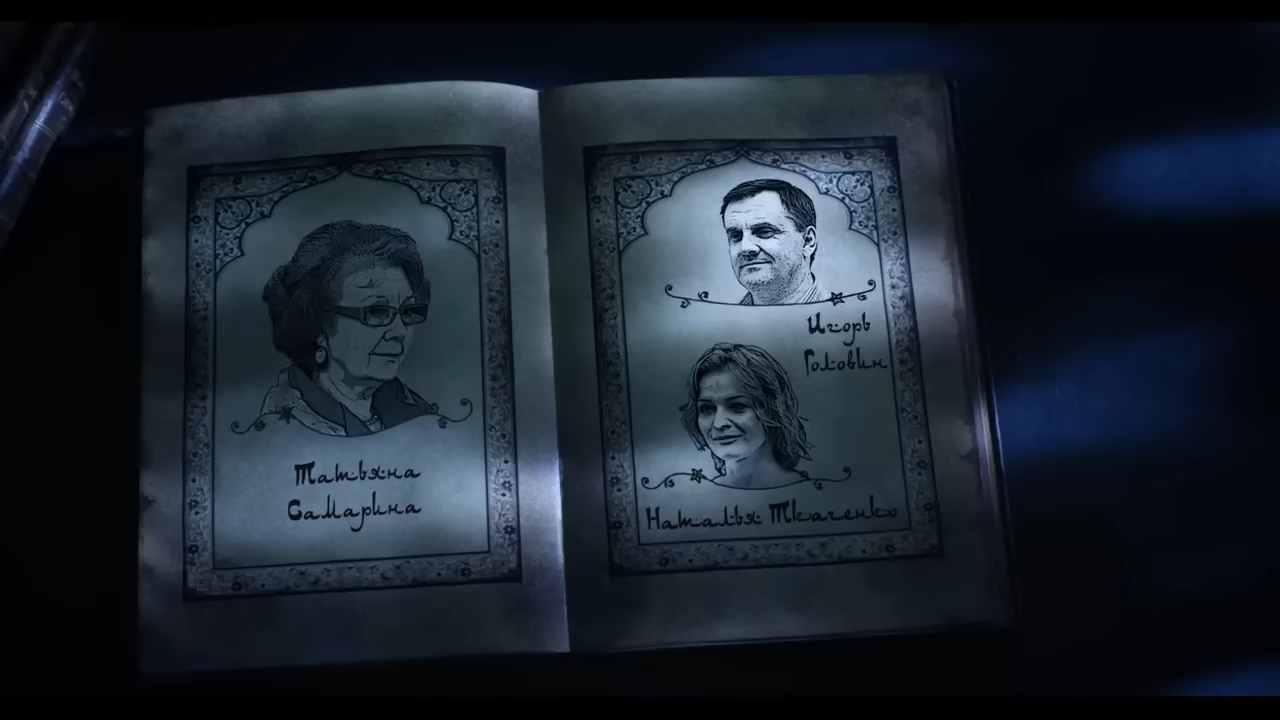 Татьяна
Самарина
Игорь
Головин
Наталья Ткаченко